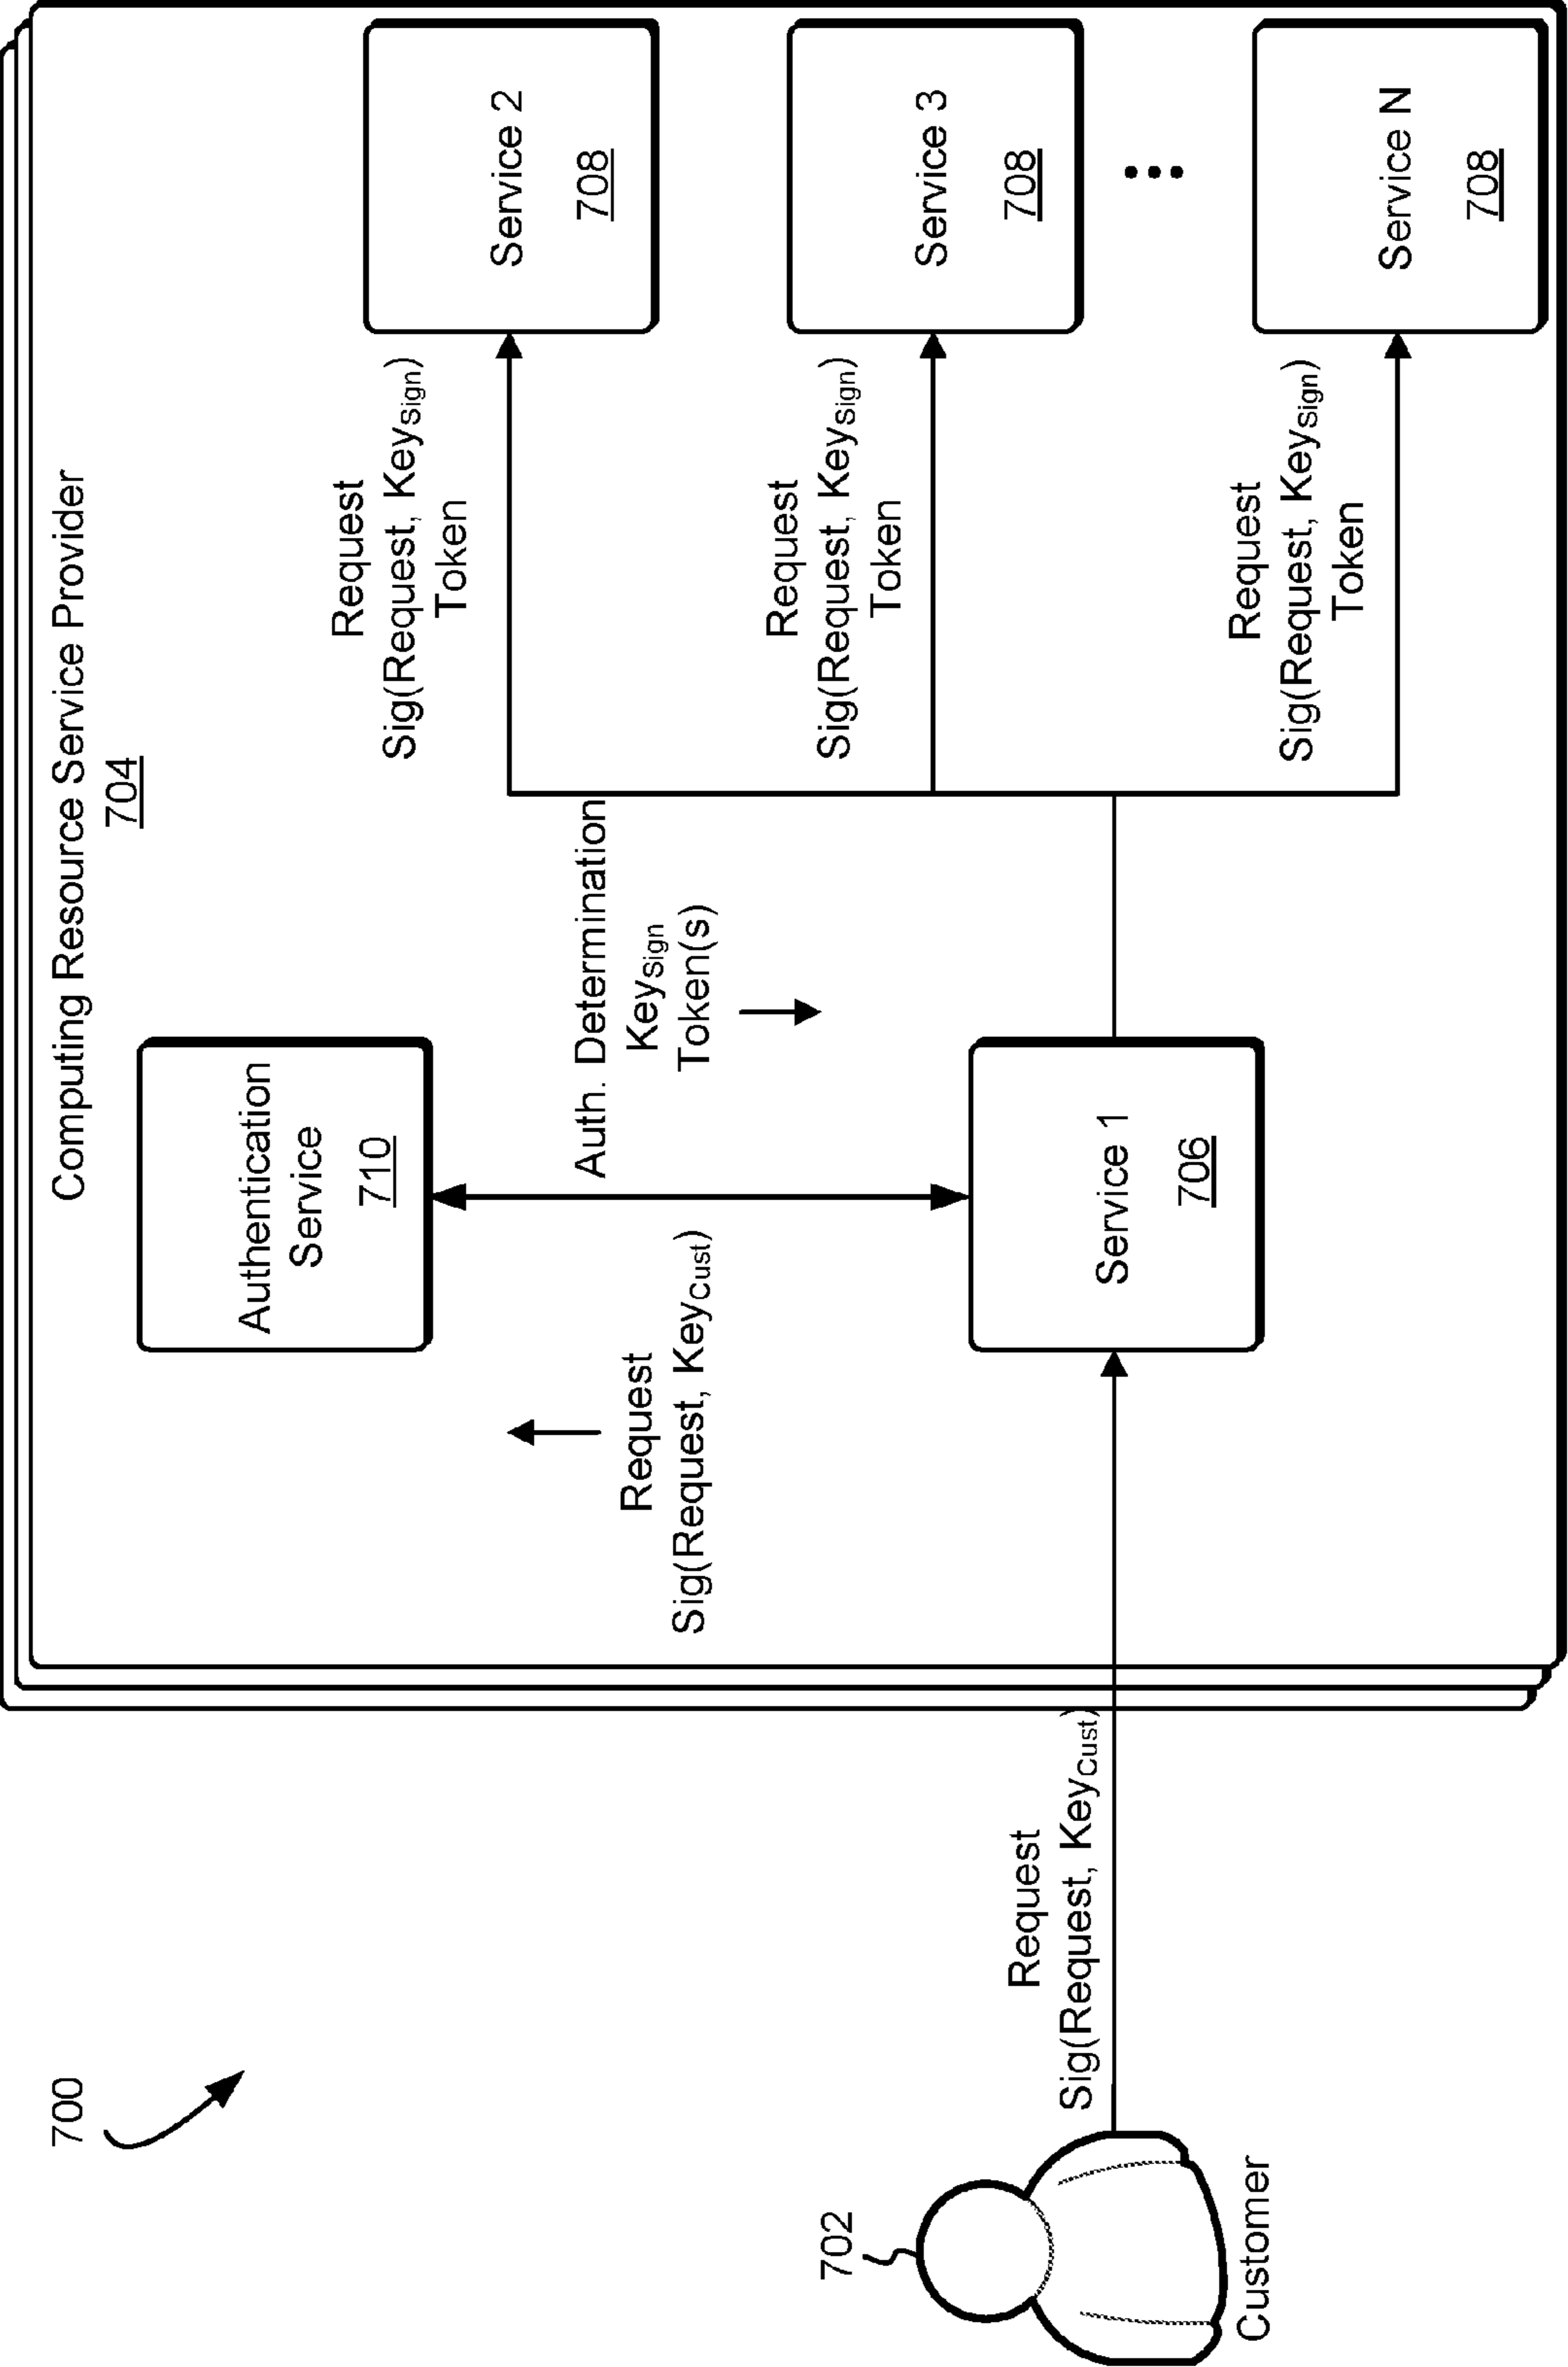 700
Computing Resource Service Provider
704
Authentication
Service
710
Request
Sig(Request, KeyCust)
Auth. Determination
KeySign
Token(s)
Request
Sig(Request, KeySign)
Token
Service 2
708
Request
Sig(Request, KeySign)
Token
Service 3
708
Request
Sig(Request, KeySign)
Token
Service N
708
702
Customer
Request
Sig(Request, KeyCust)
Service 1
706